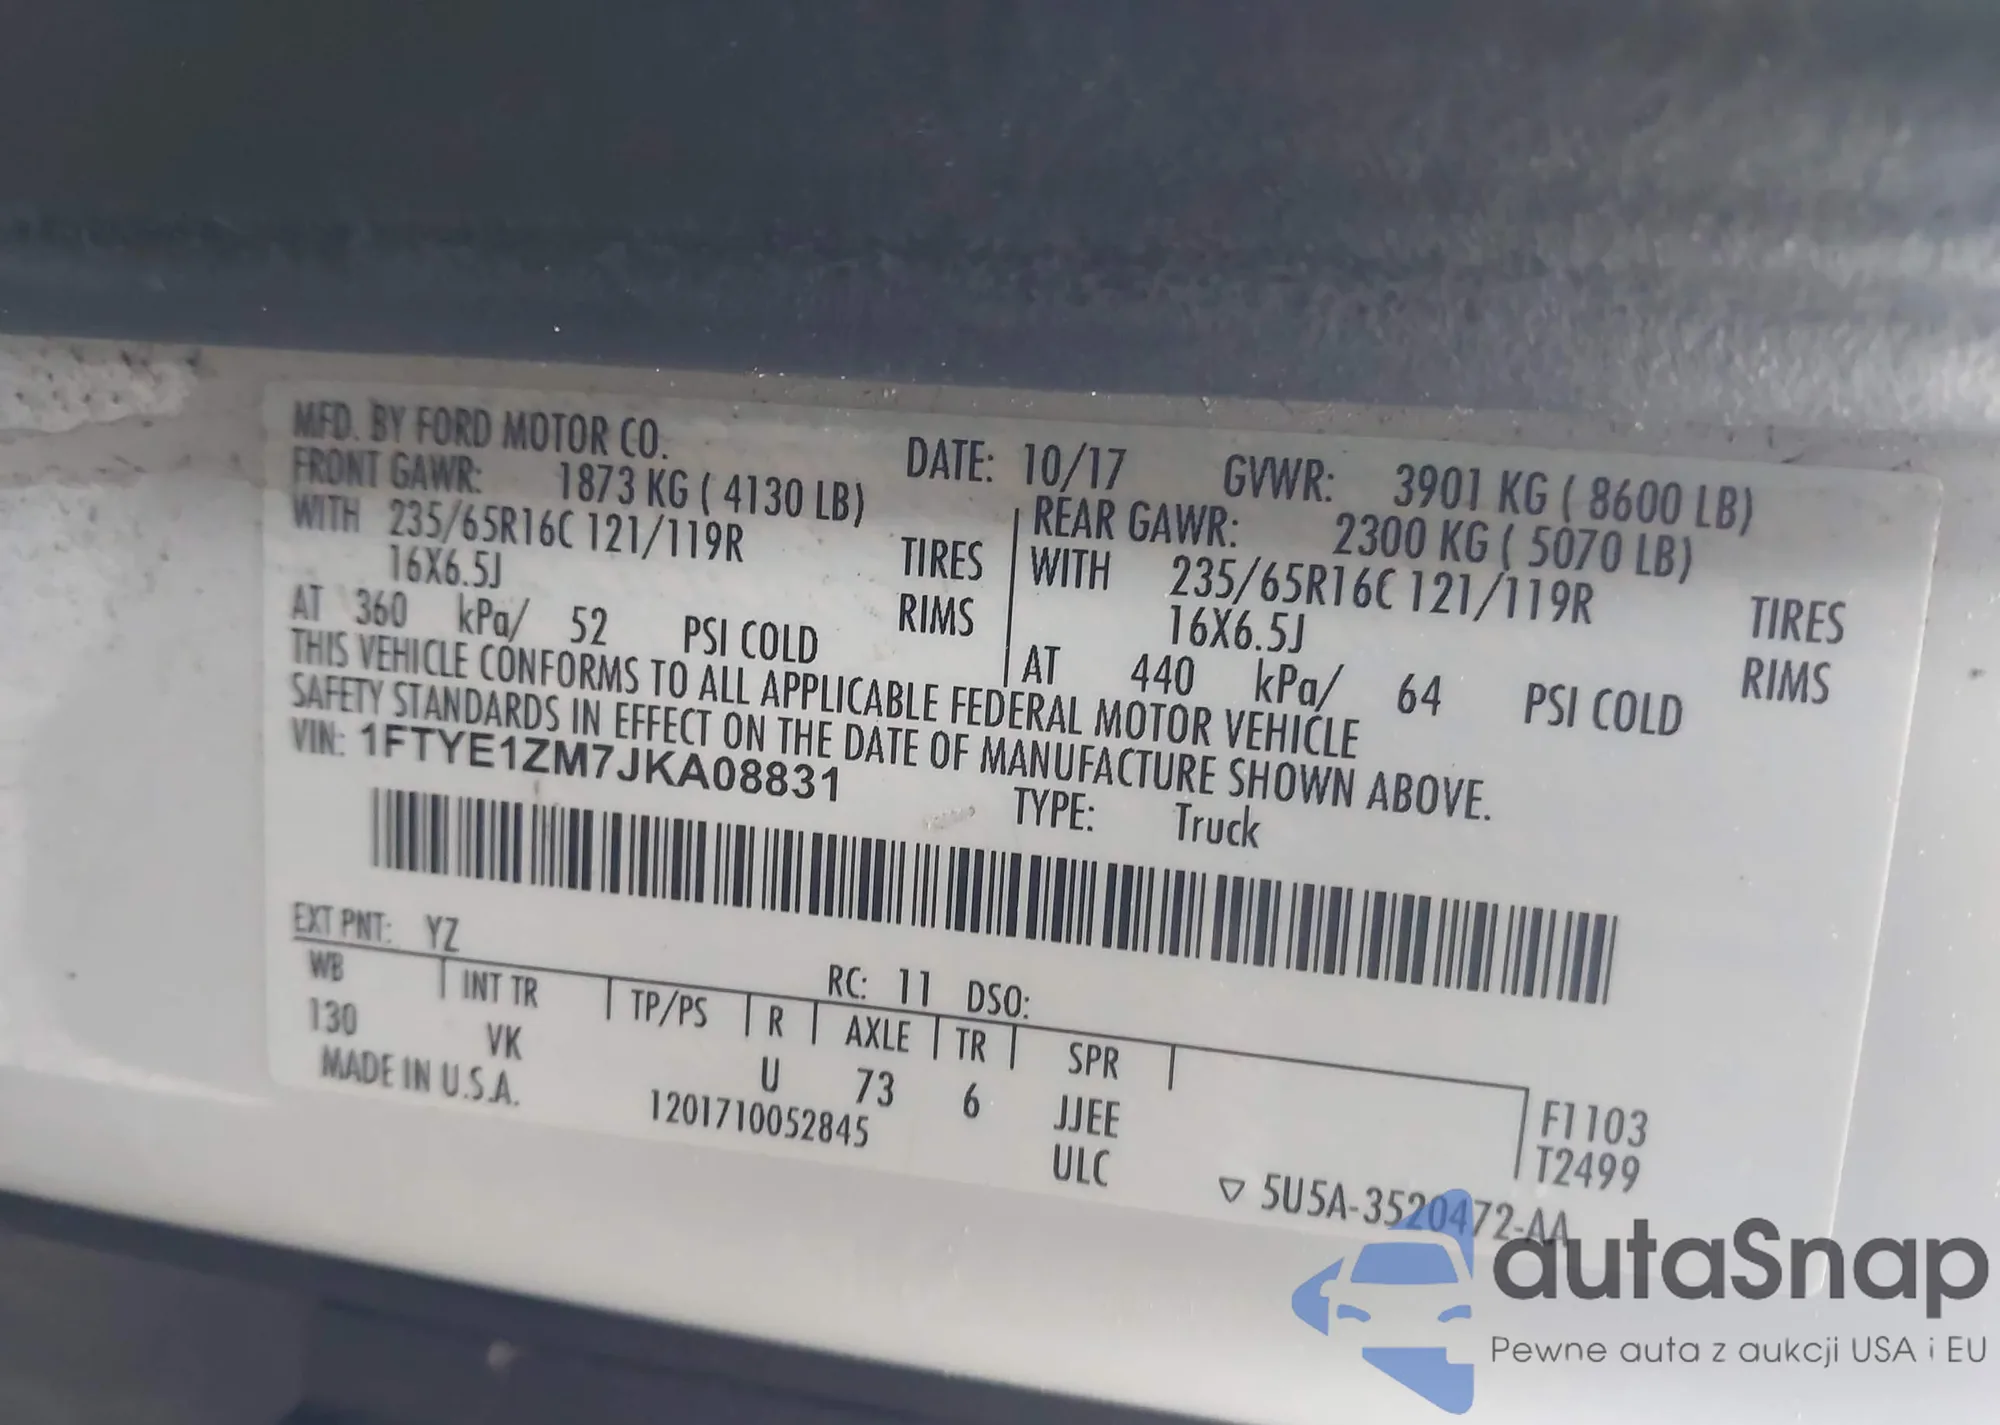 MFD. BY FORD MOTOR CO. DATE: 10/17 GVWR: 3901 KG ( 8600 LB)
FRONT GAWR: 1873 KG ( 4130 LB) REAR GAWR: 2300 KG ( 5070 LB)
WITH 235/65R16C 121/119R TIRES WITH 235/65R16C 121/119R TIRES
16X6.5J RIMS 16X6.5J RIMS
AT 360 kPa/ 52 PSI COLD AT 440 kPa/ 64 PSI COLD
THIS VEHICLE CONFORMS TO ALL APPLICABLE FEDERAL MOTOR VEHICLE
SAFETY STANDARDS IN EFFECT ON THE DATE OF MANUFACTURE SHOWN ABOVE.
VIN: 1FTYE1ZM7JKA08831 TYPE: Truck
EXT PNT: YZ RC: 11 DSO:
WB INT TR TP/PS R AXLE TR SPR
130 VK U 73 6 JJEE F1103
MADE IN U.S.A. 1201710052845 ULC T2499
▽ 5U5A-3520472-AA
autaSnap
Pewne auta z aukcji USA i EU